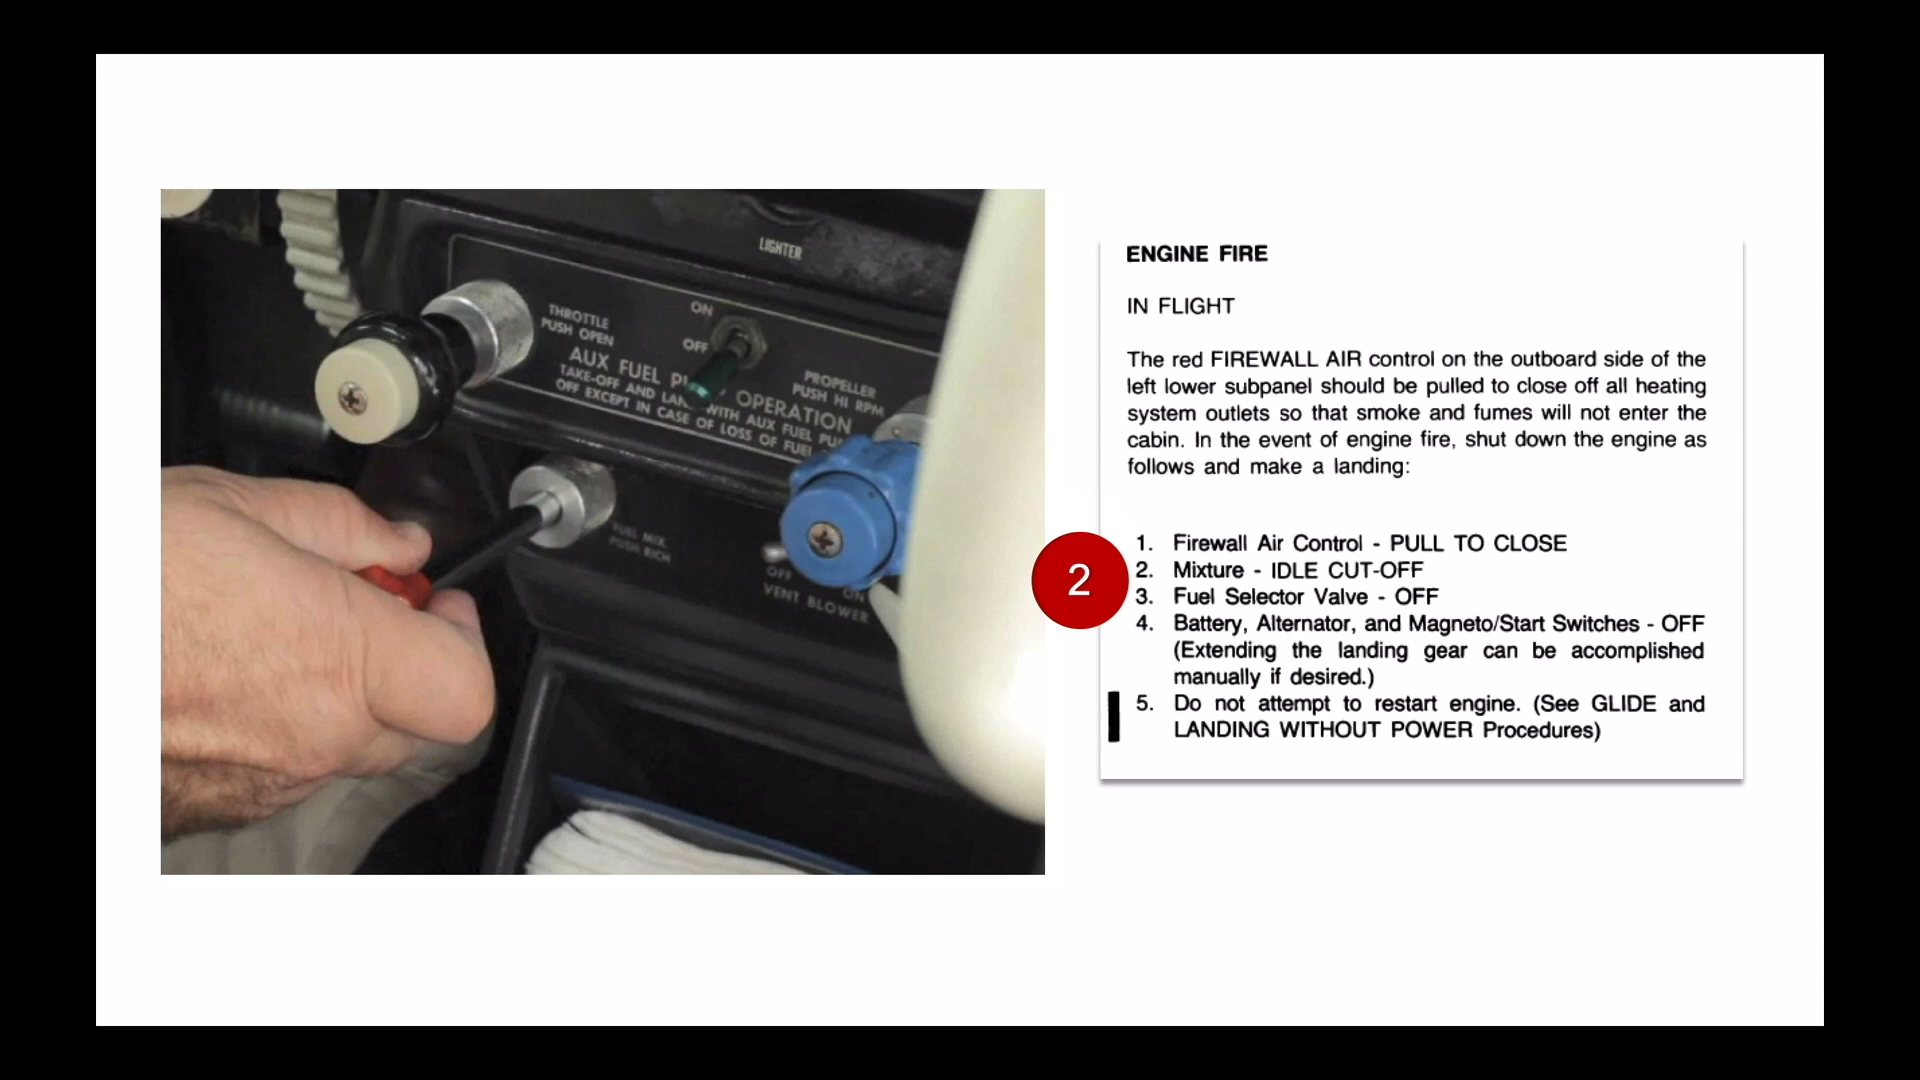 LIGHTER
THROTTLE
PUSH OPEN
ON
OFF
AUX FUEL OPERATION
TAKE-OFF AND WITH AUX FUEL
OFF EXCEPT IN CASE OF LOSS OF FUEL
PROPELLER
PUSH HI RPM
FUEL MIX.
PUSH RICH
OFF
ON
VENT BLOWER
ENGINE FIRE
IN FLIGHT
The red FIREWALL AIR control on the outboard side of the
left lower subpanel should be pulled to close off all heating
system outlets so that smoke and fumes will not enter the
cabin. In the event of engine fire, shut down the engine as
follows and make a landing:
1. Firewall Air Control - PULL TO CLOSE
2
2. Mixture - IDLE CUT-OFF
3. Fuel Selector Valve - OFF
4. Battery, Alternator, and Magneto/Start Switches - OFF
(Extending the landing gear can be accomplished
manually if desired.)
5. Do not attempt to restart engine. (See GLIDE and
LANDING WITHOUT POWER Procedures)